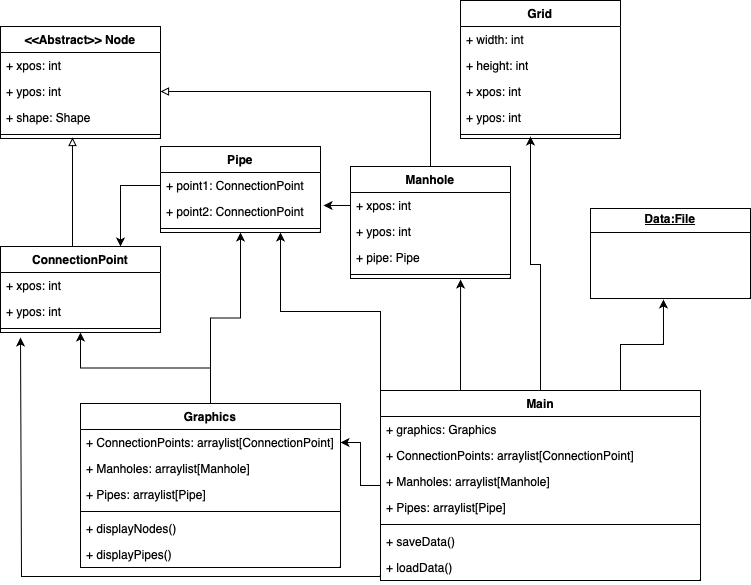 <<Abstract>> Node
+ xpos: int
+ ypos: int
+ shape: Shape
Grid
+ width: int
+ height: int
+ xpos: int
+ ypos: int
Pipe
+ point1: ConnectionPoint
+ point2: ConnectionPoint
Manhole
+ xpos: int
+ ypos: int
+ pipe: Pipe
Data:File
ConnectionPoint
+ xpos: int
+ ypos: int
Graphics
+ ConnectionPoints: arraylist[ConnectionPoint]
+ Manholes: arraylist[Manhole]
+ Pipes: arraylist[Pipe]
+ displayNodes()
+ displayPipes()
Main
+ graphics: Graphics
+ ConnectionPoints: arraylist[ConnectionPoint]
+ Manholes: arraylist[Manhole]
+ Pipes: arraylist[Pipe]
+ saveData()
+ loadData()